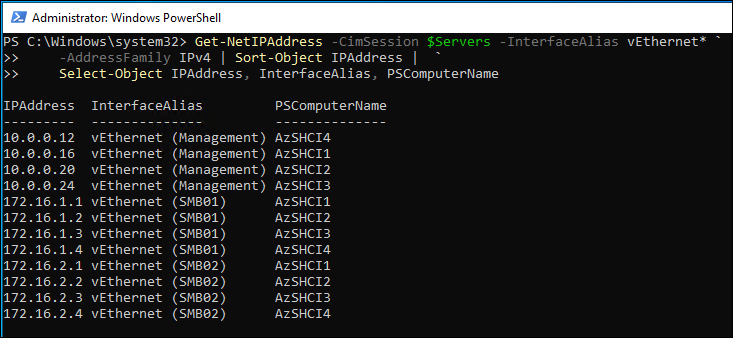 Administrator: Windows PowerShell
PS C:\Windows\system32> Get-NetIPAddress -CimSession $Servers -InterfaceAlias vEthernet* `
>>     -AddressFamily IPv4 | Sort-Object IPAddress |  `
>>     Select-Object IPAddress, InterfaceAlias, PSComputerName
IPAddress  InterfaceAlias         PSComputerName
---------  --------------         --------------
10.0.0.12  vEthernet (Management) AzSHCI4
10.0.0.16  vEthernet (Management) AzSHCI1
10.0.0.20  vEthernet (Management) AzSHCI2
10.0.0.24  vEthernet (Management) AzSHCI3
172.16.1.1 vEthernet (SMB01)      AzSHCI1
172.16.1.2 vEthernet (SMB01)      AzSHCI2
172.16.1.3 vEthernet (SMB01)      AzSHCI3
172.16.1.4 vEthernet (SMB01)      AzSHCI4
172.16.2.1 vEthernet (SMB02)      AzSHCI1
172.16.2.2 vEthernet (SMB02)      AzSHCI2
172.16.2.3 vEthernet (SMB02)      AzSHCI3
172.16.2.4 vEthernet (SMB02)      AzSHCI4